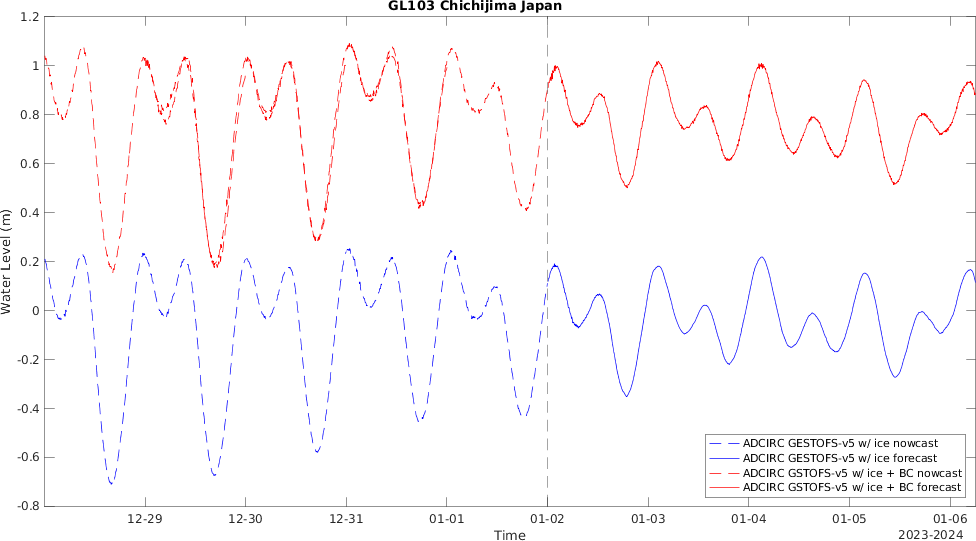 GL103 Chichijima Japan
Water Level (m)
1.2
1
0.8
0.6
0.4
0.2
0
-0.2
-0.4
-0.6
-0.8
ADCIRC GESTOFS-v5 w/ ice nowcast
ADCIRC GESTOFS-v5 w/ ice forecast
ADCIRC GSTOFS-v5 w/ ice + BC nowcast
ADCIRC GSTOFS-v5 w/ ice + BC forecast
12-29 12-30 12-31 01-01 01-02 01-03 01-04 01-05 01-06
Time
2023-2024